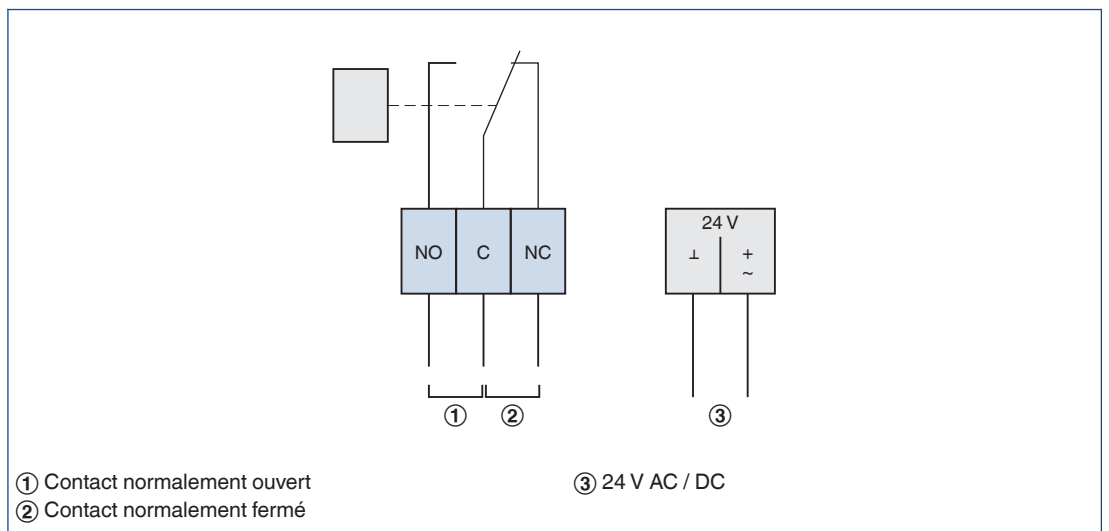 24 V
NO C NC ⊥ +
~
① ② ③
① Contact normalement ouvert ③ 24 V AC / DC
② Contact normalement fermé